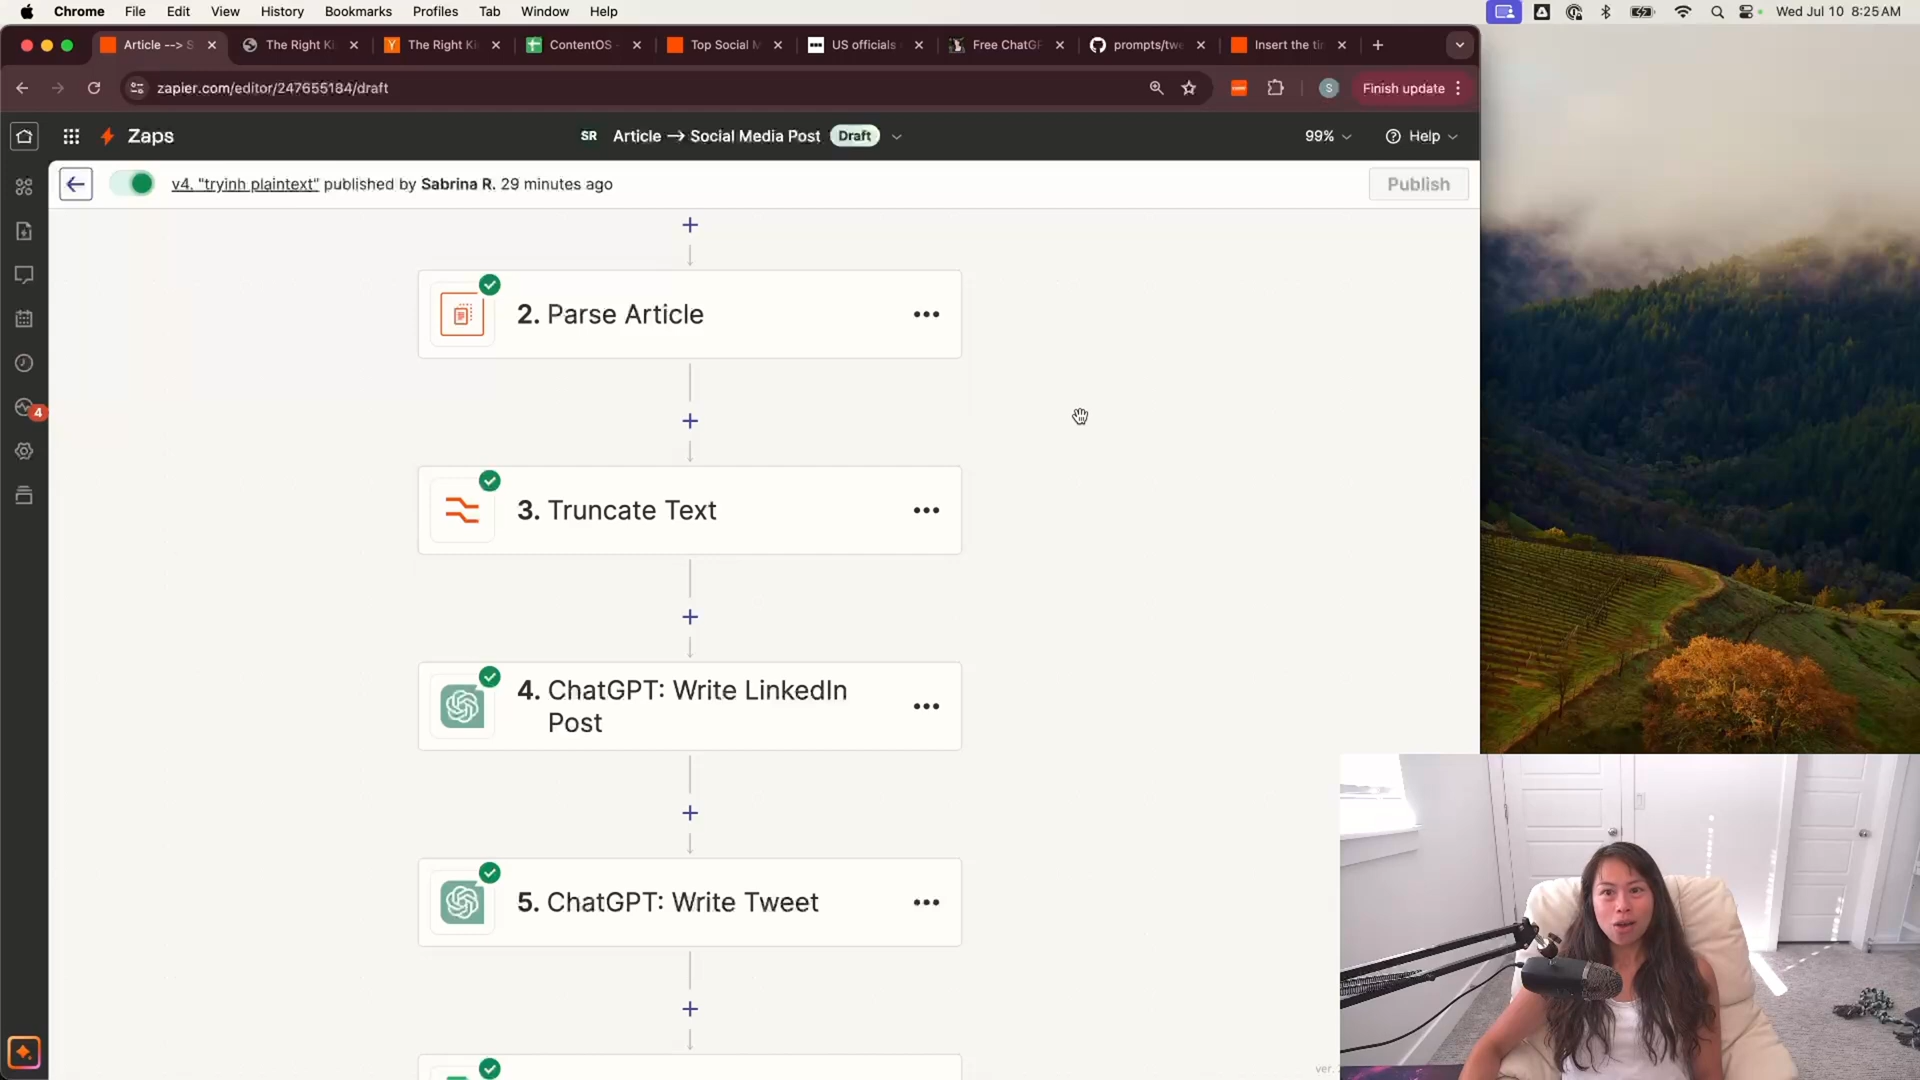 Chrome File Edit View History Bookmarks Profiles Tab Window Help Wed Jul 10 8:25 AM
Article --> S The Right Ki The Right Ki ContentOS - Top Social M US officials Free ChatGP prompts/twe Insert the tir
zapier.com/editor/247655184/draft S Finish update
Zaps SR Article → Social Media Post Draft 99% Help
v4. "tryinh plaintext" published by Sabrina R. 29 minutes ago Publish
2. Parse Article
4
3. Truncate Text
4. ChatGPT: Write LinkedIn
Post
5. ChatGPT: Write Tweet
ver.